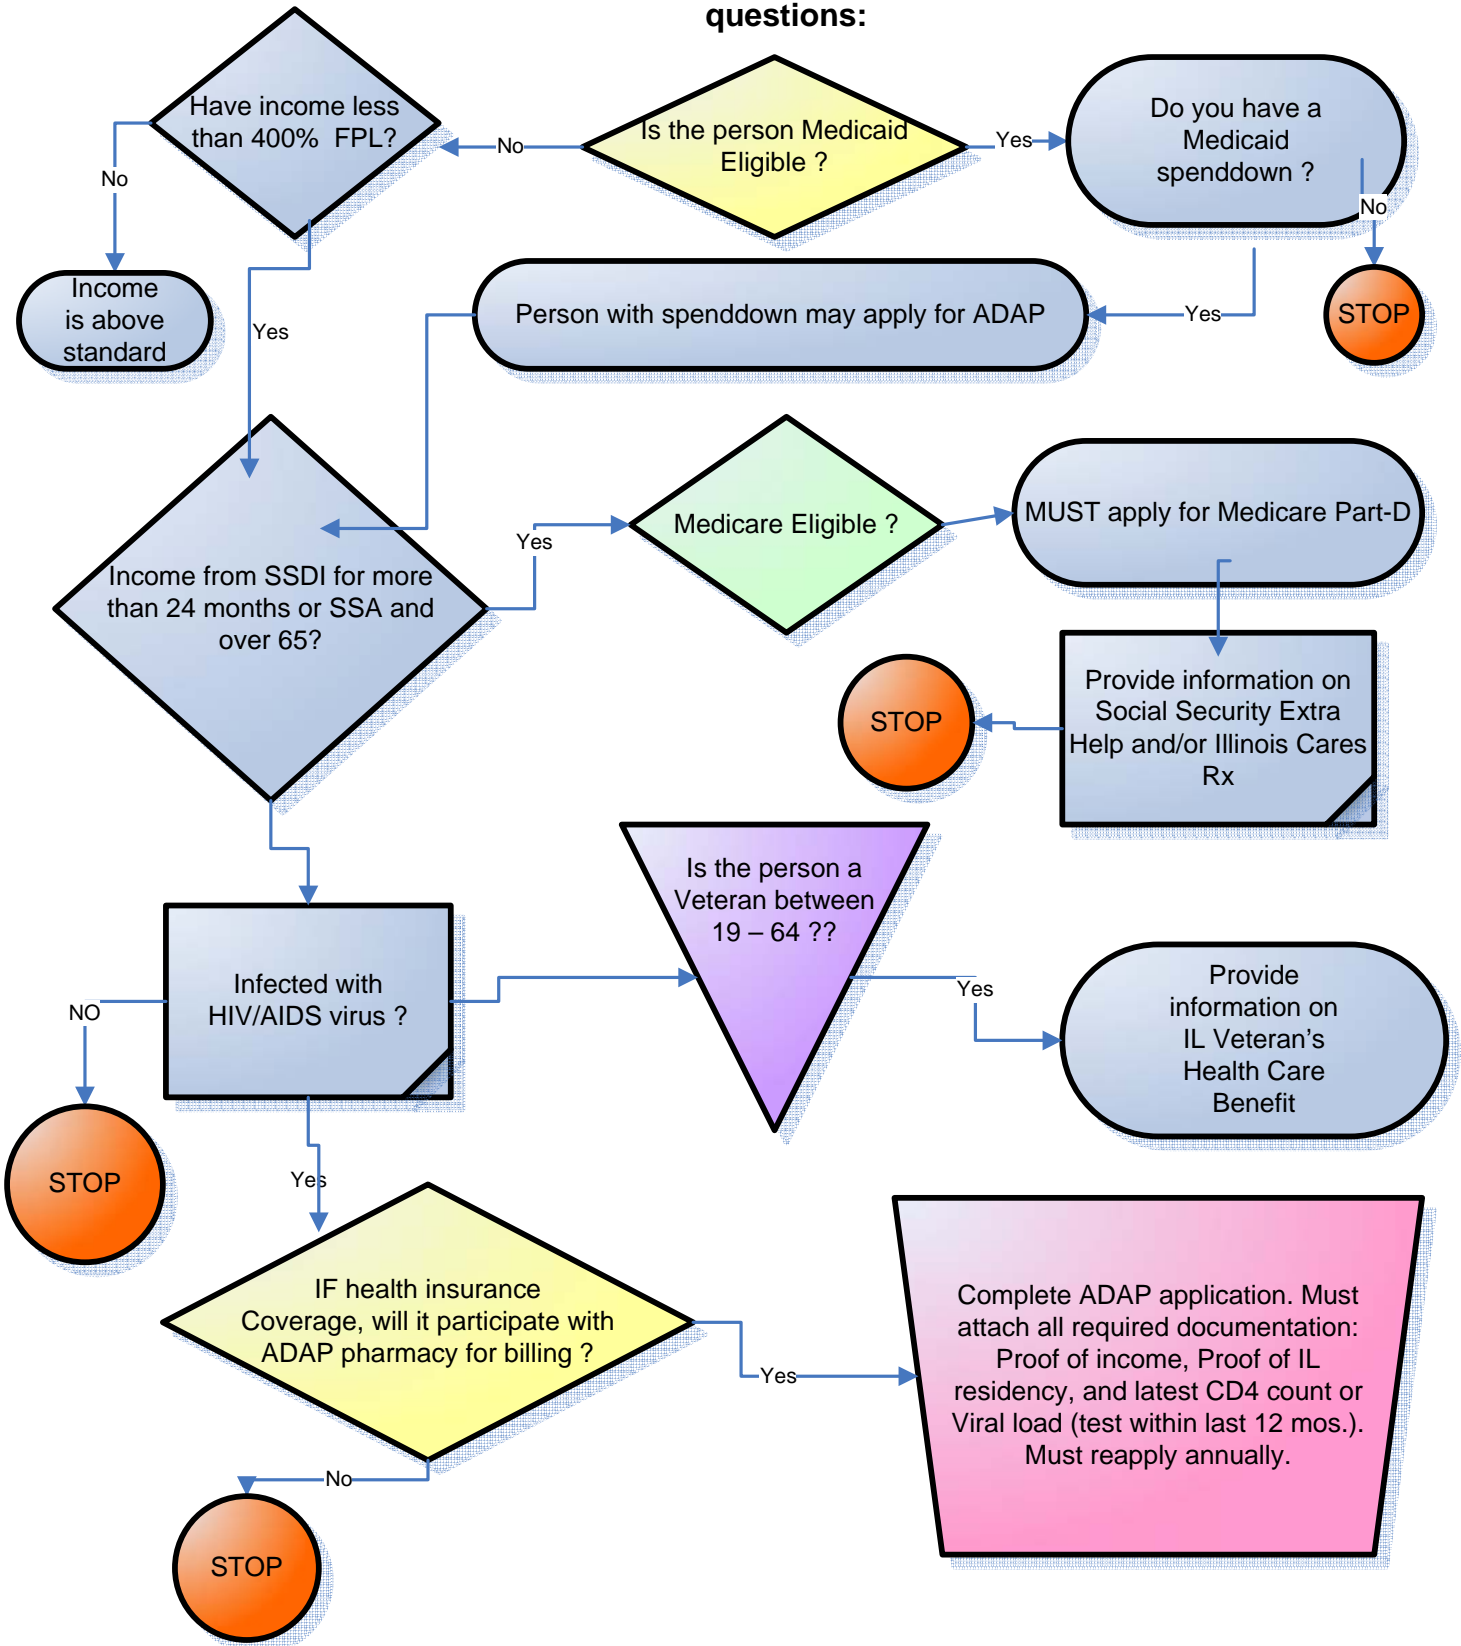 questions:
Have income less
than 400%  FPL?
No
Is the person Medicaid
Eligible ?
Yes
Do you have a
Medicaid
spenddown ?
No
No
Income
is above
standard
Yes
Person with spenddown may apply for ADAP
Yes
STOP
Income from SSDI for more
than 24 months or SSA and
over 65?
Yes
Medicare Eligible ?
MUST apply for Medicare Part-D
Provide information on
Social Security Extra
Help and/or Illinois Cares
Rx
STOP
Is the person a
Veteran between
19 – 64 ??
Yes
Provide
information on
IL Veteran’s
Health Care
Benefit
Infected with
HIV/AIDS virus ?
NO
STOP
Yes
IF health insurance
Coverage, will it participate with
ADAP pharmacy for billing ?
Yes
Complete ADAP application. Must
attach all required documentation:
Proof of income, Proof of IL
residency, and latest CD4 count or
Viral load (test within last 12 mos.).
Must reapply annually.
No
STOP